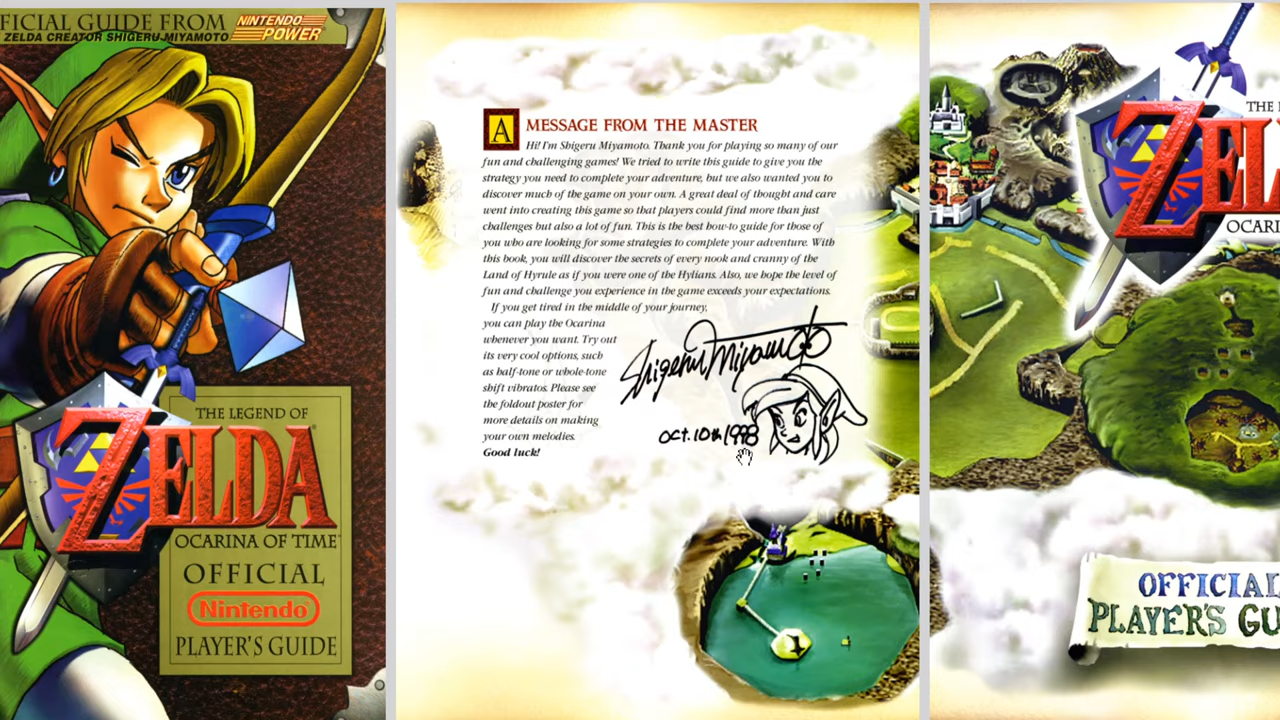 FICIAL GUIDE FROM
ZELDA CREATOR SHIGERU MIYAMOTO
NINTENDO
POWER
THE LEGEND OF
ZELDA
OCARINA OF TIME
OFFICIAL
Nintendo
PLAYER'S GUIDE
A MESSAGE FROM THE MASTER
Hi! I'm Shigeru Miyamoto. Thank you for playing so many of our
fun and challenging games! We tried to write this guide to give you the
strategy you need to complete your adventure, but we also wanted you to
discover much of the game on your own. A great deal of thought and care
went into creating this game so that players could find more than just
challenges but also a lot of fun. This is the best how-to guide for those of
you who are looking for some strategies to complete your adventure. With
this book, you will discover the secrets of every nook and cranny of the
Land of Hyrule as if you were one of the Hylians. Also, we hope the level of
fun and challenge you experience in the game exceeds your expectations.
If you get tired in the middle of your journey,
you can play the Ocarina
whenever you want. Try out
its very cool options, such
as half-tone or whole-tone
shift vibratos. Please see
the foldout poster for
more details on making
your own melodies.
Good luck!
Shigeru Miyamoto
OCT. 10th 1998
THE
ZEL
OCARI
OFFICIAL
PLAYER'S GU